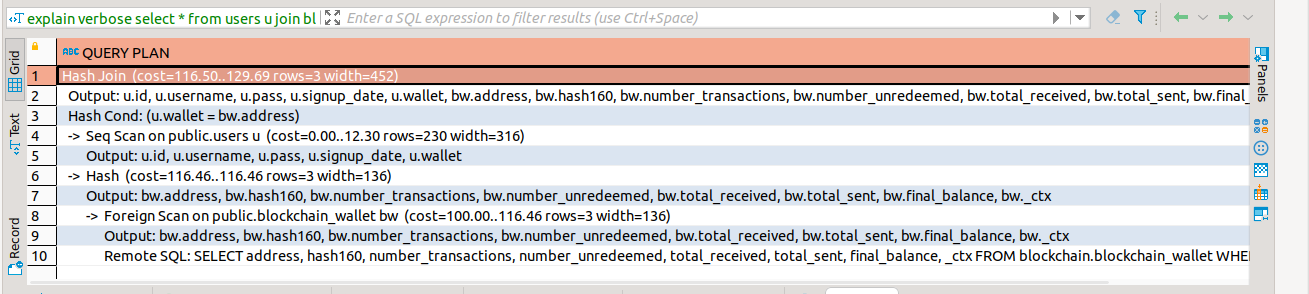 explain verbose select * from users u join bl
Enter a SQL expression to filter results (use Ctrl+Space)
Grid
Text
Record
Panels
ABC QUERY PLAN
1 Hash Join (cost=116.50..129.69 rows=3 width=452)
2 Output: u.id, u.username, u.pass, u.signup_date, u.wallet, bw.address, bw.hash160, bw.number_transactions, bw.number_unredeemed, bw.total_received, bw.total_sent, bw.final_
3 Hash Cond: (u.wallet = bw.address)
4 -> Seq Scan on public.users u (cost=0.00..12.30 rows=230 width=316)
5 Output: u.id, u.username, u.pass, u.signup_date, u.wallet
6 -> Hash (cost=116.46..116.46 rows=3 width=136)
7 Output: bw.address, bw.hash160, bw.number_transactions, bw.number_unredeemed, bw.total_received, bw.total_sent, bw.final_balance, bw._ctx
8 -> Foreign Scan on public.blockchain_wallet bw (cost=100.00..116.46 rows=3 width=136)
9 Output: bw.address, bw.hash160, bw.number_transactions, bw.number_unredeemed, bw.total_received, bw.total_sent, bw.final_balance, bw._ctx
10 Remote SQL: SELECT address, hash160, number_transactions, number_unredeemed, total_received, total_sent, final_balance, _ctx FROM blockchain.blockchain_wallet WHE